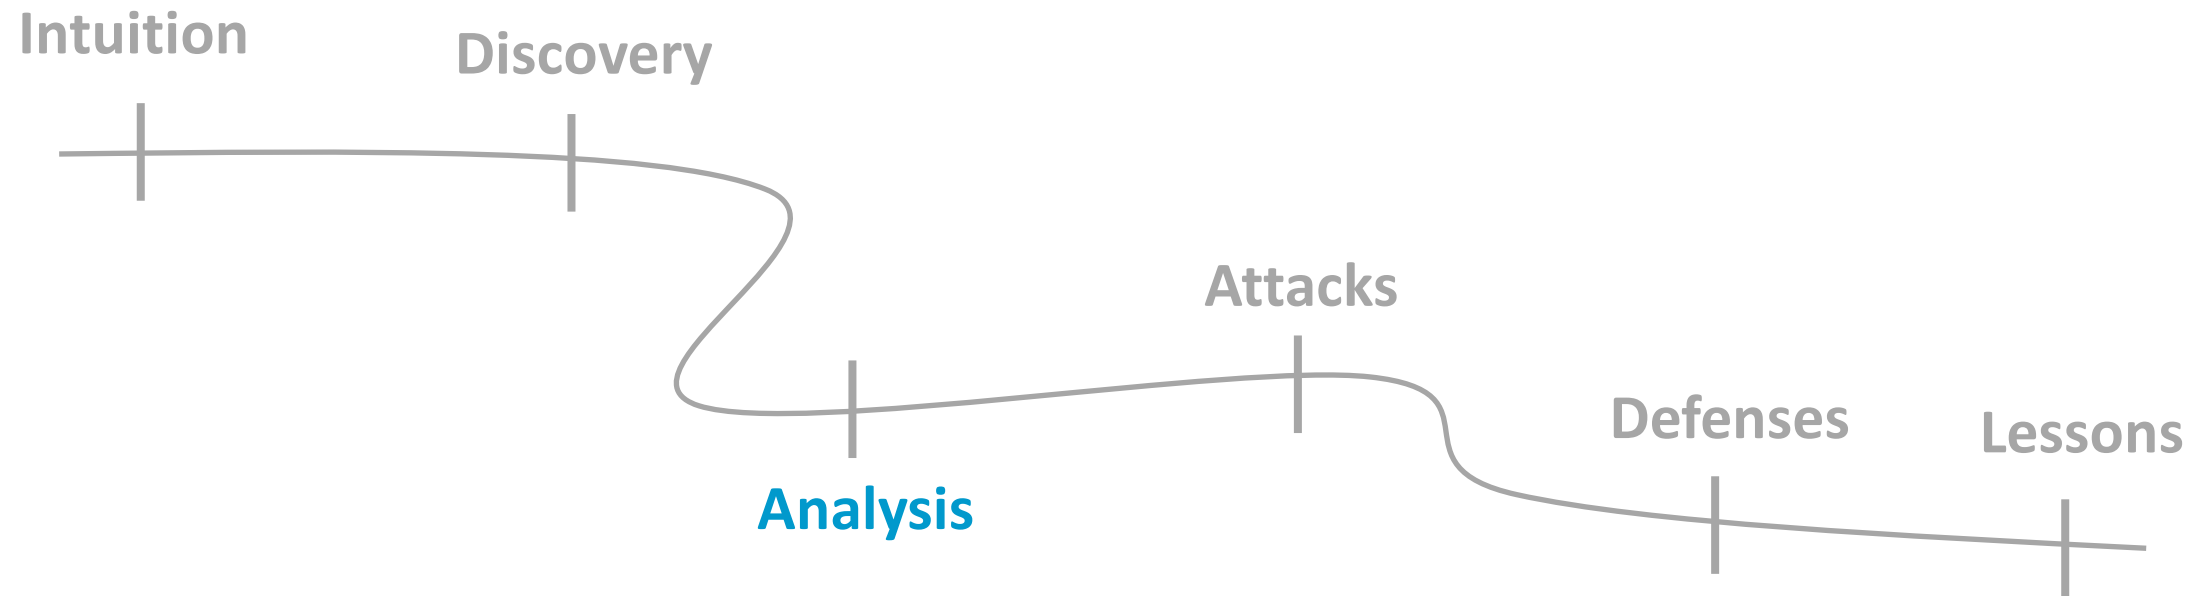 Intuition
Discovery
Analysis
Attacks
Defenses
Lessons